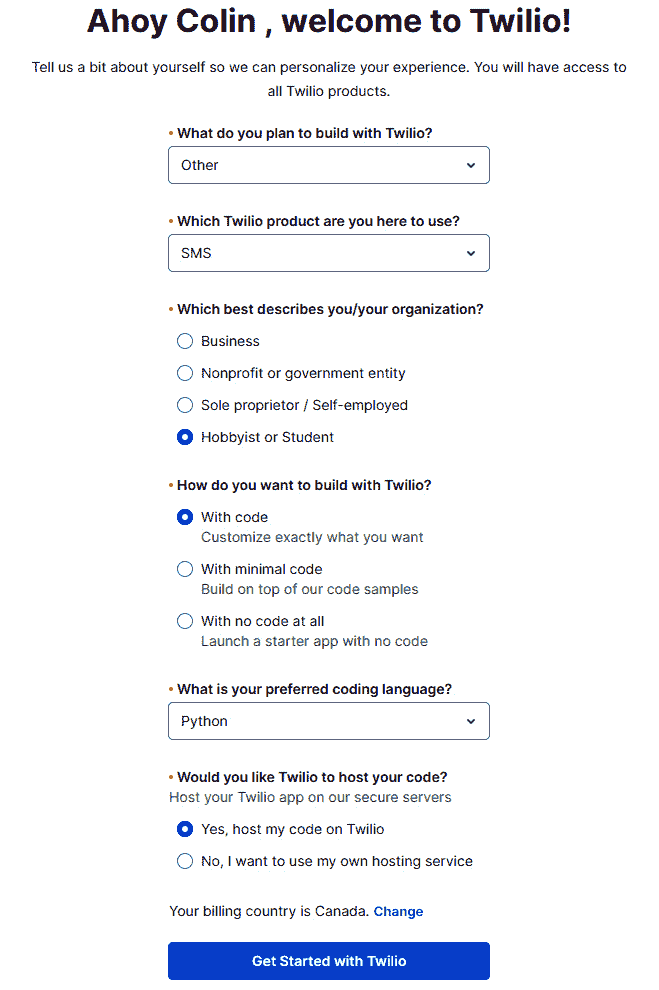 Ahoy Colin , welcome to Twilio!
Tell us a bit about yourself so we can personalize your experience. You will have access to
all Twilio products.
• What do you plan to build with Twilio?
Other
• Which Twilio product are you here to use?
SMS
• Which best describes you/your organization?
Business
Nonprofit or government entity
Sole proprietor / Self-employed
Hobbyist or Student
• How do you want to build with Twilio?
With code
Customize exactly what you want
With minimal code
Build on top of our code samples
With no code at all
Launch a starter app with no code
• What is your preferred coding language?
Python
• Would you like Twilio to host your code?
Host your Twilio app on our secure servers
Yes, host my code on Twilio
No, I want to use my own hosting service
Your billing country is Canada. Change
Get Started with Twilio